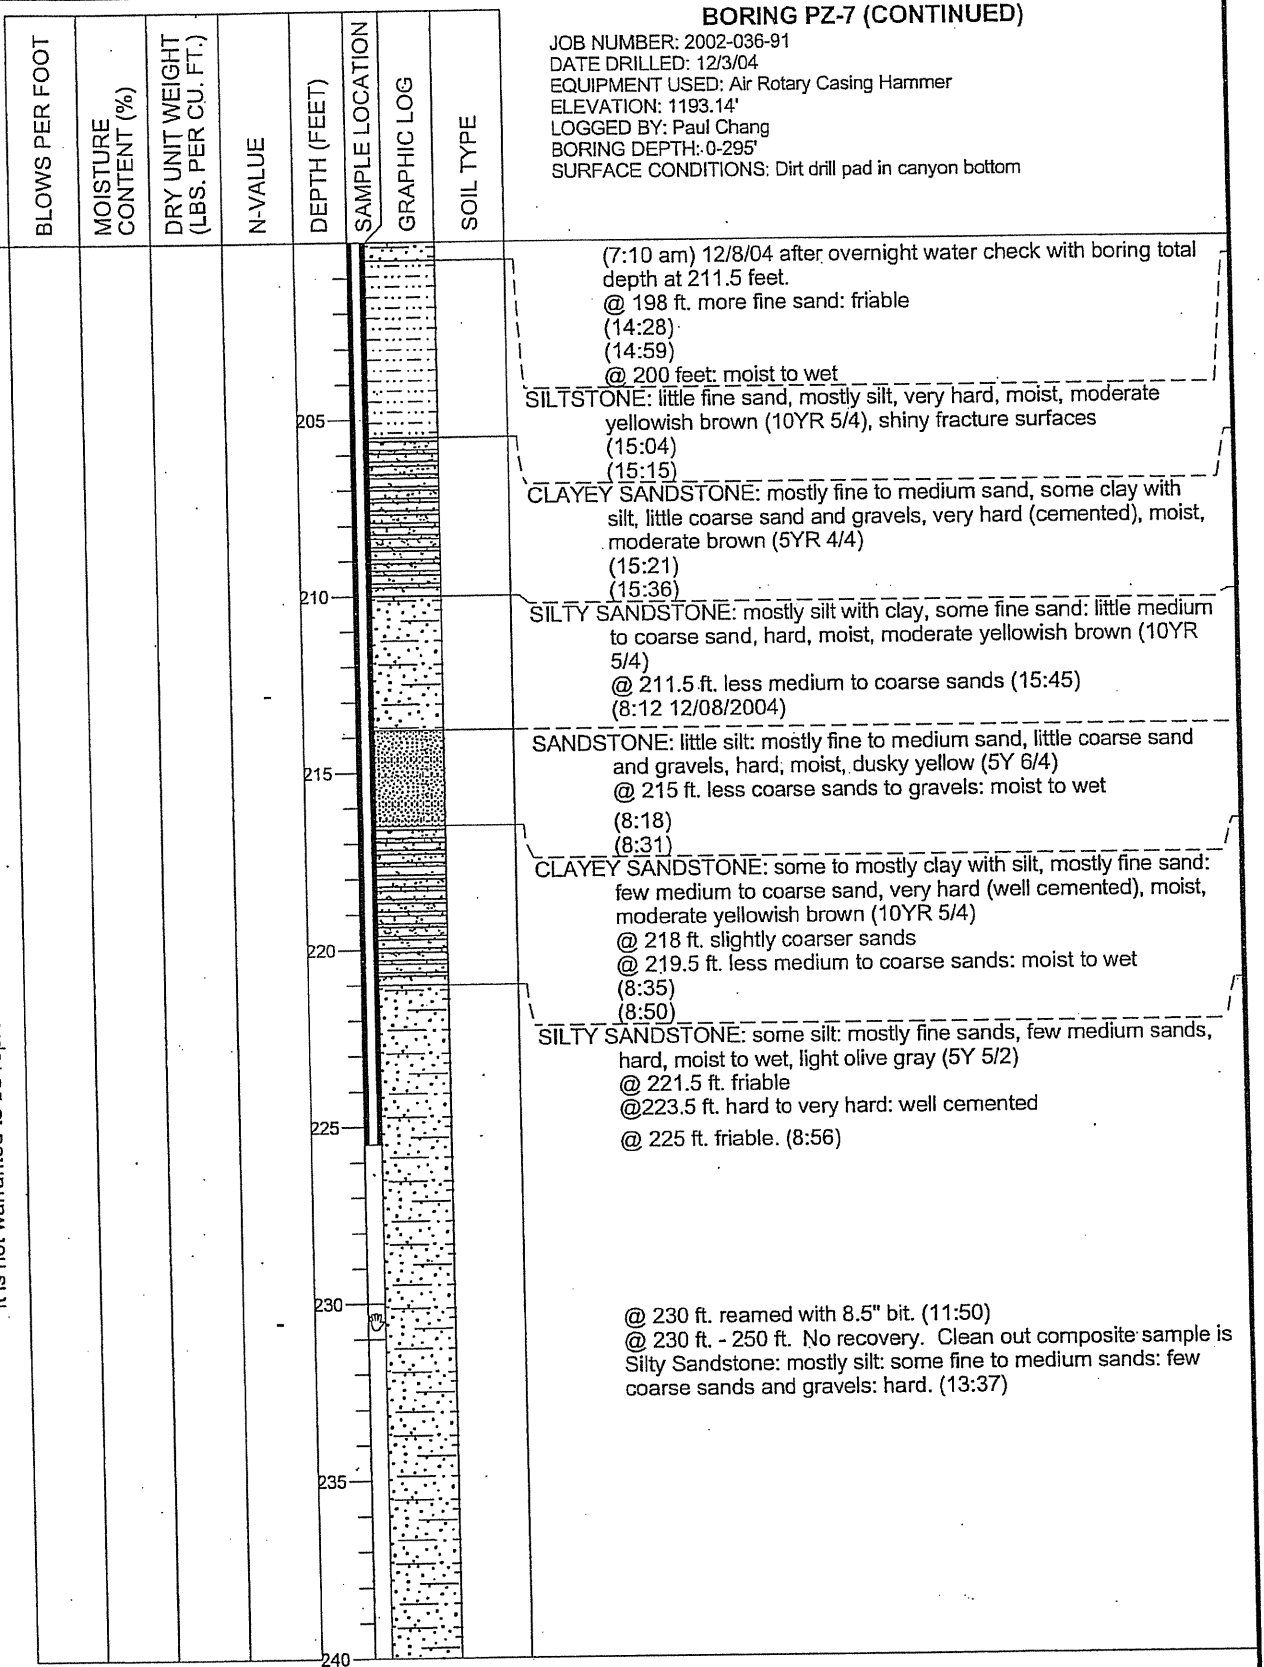 BORING PZ-7 (CONTINUED)
JOB NUMBER: 2002-036-91
DATE DRILLED: 12/3/04
EQUIPMENT USED: Air Rotary Casing Hammer
ELEVATION: 1193.14'
LOGGED BY: Paul Chang
BORING DEPTH: 0-295'
SURFACE CONDITIONS: Dirt drill pad in canyon bottom
BLOWS PER FOOT
MOISTURE
CONTENT (%)
DRY UNIT WEIGHT
(LBS. PER CU. FT.)
N-VALUE
DEPTH (FEET)
SAMPLE LOCATION
GRAPHIC LOG
SOIL TYPE
(7:10 am) 12/8/04 after overnight water check with boring total
depth at 211.5 feet.
@ 198 ft. more fine sand: friable
(14:28)
(14:59)
@ 200 feet: moist to wet
SILTSTONE: little fine sand, mostly silt, very hard, moist, moderate
205
yellowish brown (10YR 5/4), shiny fracture surfaces
(15:04)
(15:15)
CLAYEY SANDSTONE: mostly fine to medium sand, some clay with
silt, little coarse sand and gravels, very hard (cemented), moist,
moderate brown (5YR 4/4)
(15:21)
(15:36)
210
SILTY SANDSTONE: mostly silt with clay, some fine sand: little medium
to coarse sand, hard, moist, moderate yellowish brown (10YR
5/4)
@ 211.5 ft. less medium to coarse sands (15:45)
(8:12 12/08/2004)
SANDSTONE: little silt: mostly fine to medium sand, little coarse sand
and gravels, hard, moist, dusky yellow (5Y 6/4)
215
@ 215 ft. less coarse sands to gravels: moist to wet
(8:18)
(8:31)
CLAYEY SANDSTONE: some to mostly clay with silt, mostly fine sand:
few medium to coarse sand, very hard (well cemented), moist,
moderate yellowish brown (10YR 5/4)
@ 218 ft. slightly coarser sands
220
@ 219.5 ft. less medium to coarse sands: moist to wet
(8:35)
(8:50)
SILTY SANDSTONE: some silt: mostly fine sands, few medium sands,
hard, moist to wet, light olive gray (5Y 5/2)
@ 221.5 ft. friable
@223.5 ft. hard to very hard: well cemented
225
@ 225 ft. friable. (8:56)
230
@ 230 ft. reamed with 8.5" bit. (11:50)
@ 230 ft. - 250 ft. No recovery. Clean out composite sample is
Silty Sandstone: mostly silt: some fine to medium sands: few
coarse sands and gravels: hard. (13:37)
235
240